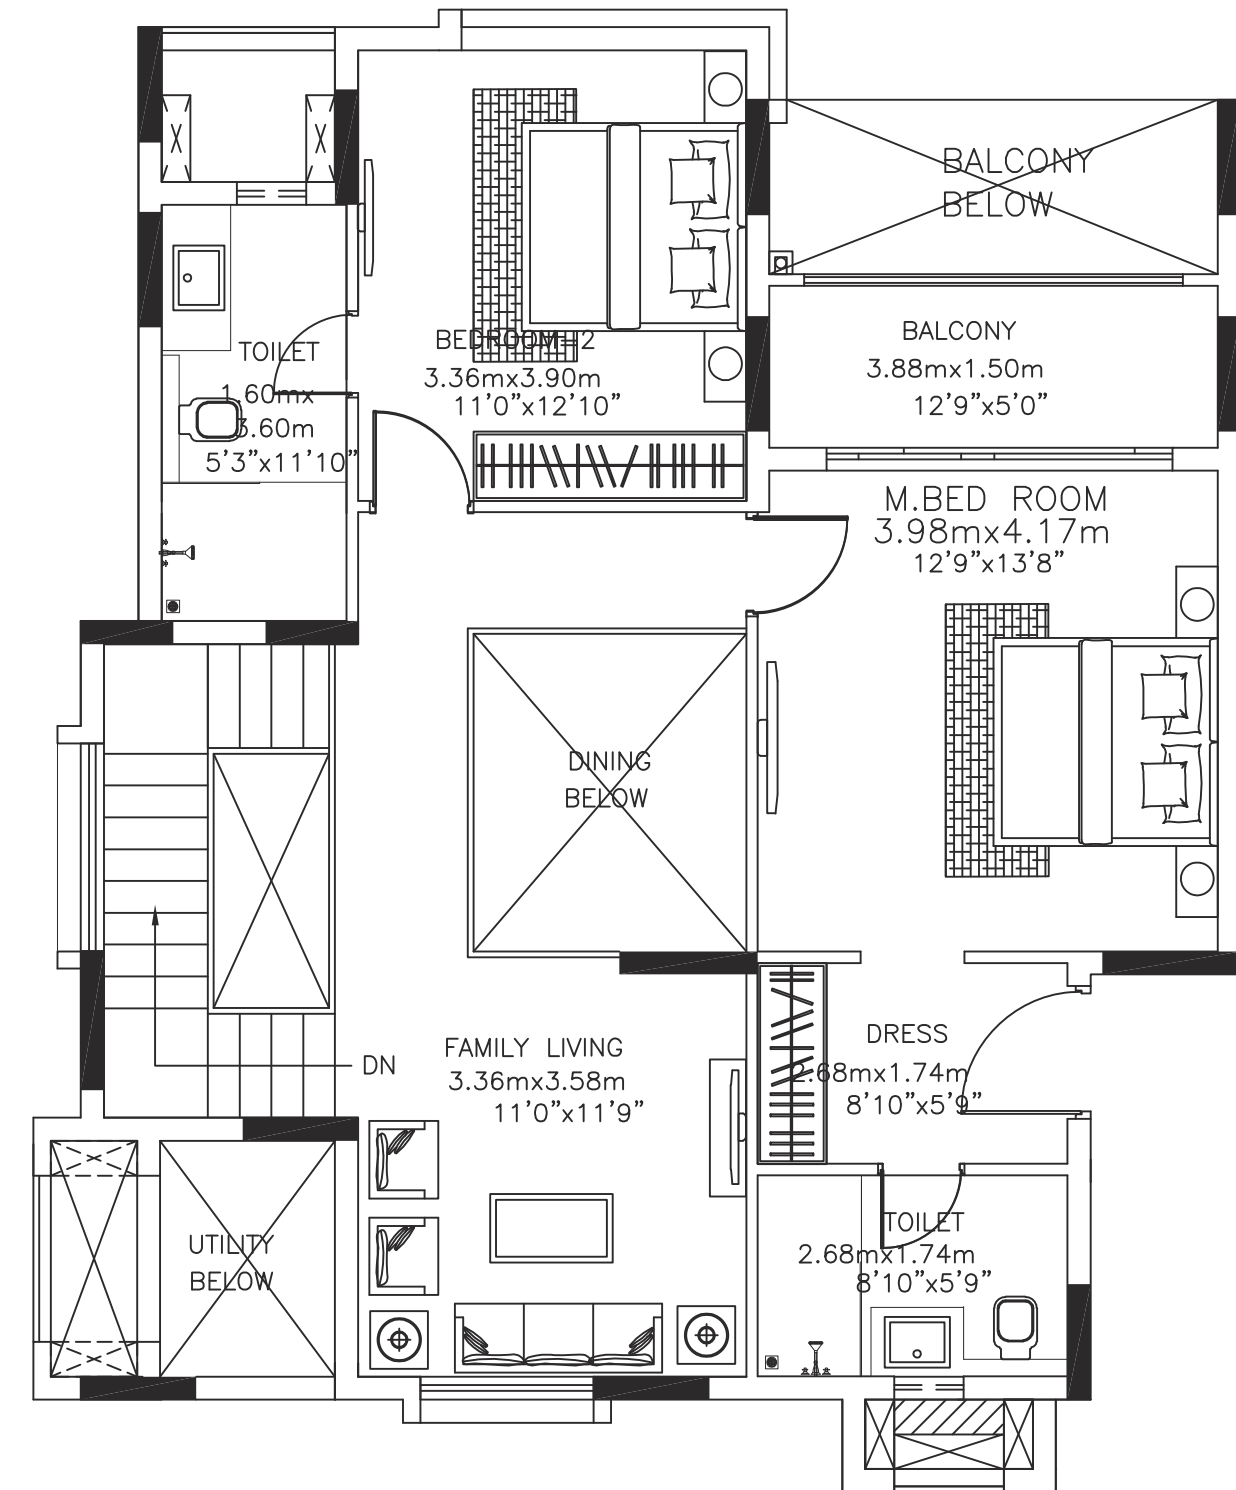 BALCONY
BELOW
BALCONY
3.88mx1.50m
12'9"x5'0"
BEDROOM-2
3.36mx3.90m
11'0"x12'10"
TOILET
1.60mx
3.60m
5'3"x11'10"
M.BED ROOM
3.98mx4.17m
12'9"x13'8"
DINING
BELOW
DN
FAMILY LIVING
3.36mx3.58m
11'0"x11'9"
DRESS
2.68mx1.74m
8'10"x5'9"
UTILITY
BELOW
TOILET
2.68mx1.74m
8'10"x5'9"